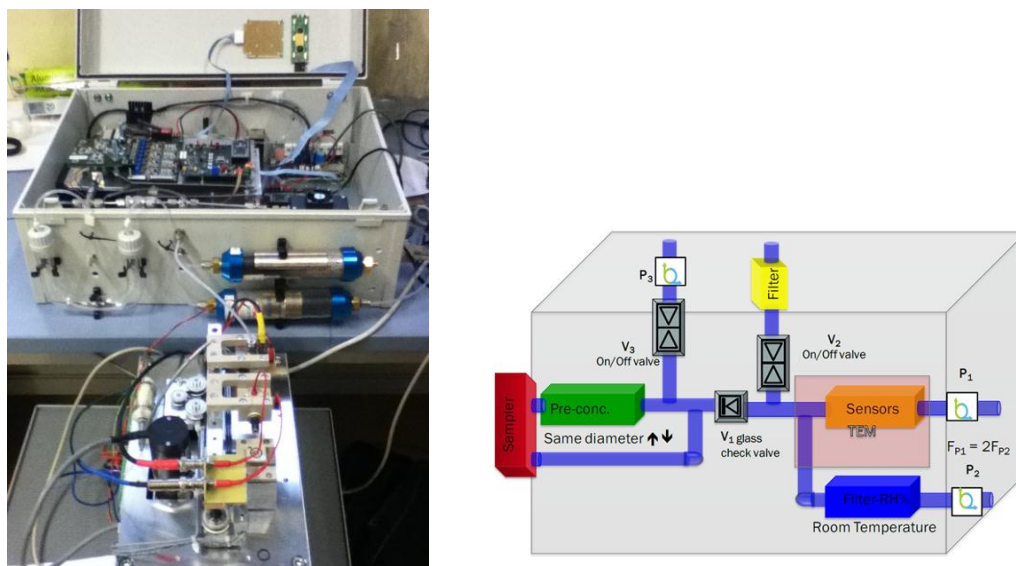 P3
V3
On/Off valve
Filter
V2
On/Off valve
Sampler
Pre-conc.
Same diameter ↑↓
V1 glass
check valve
Sensors
TEM
P1
FP1 = 2FP2
P2
Filter-RH's
Room Temperature